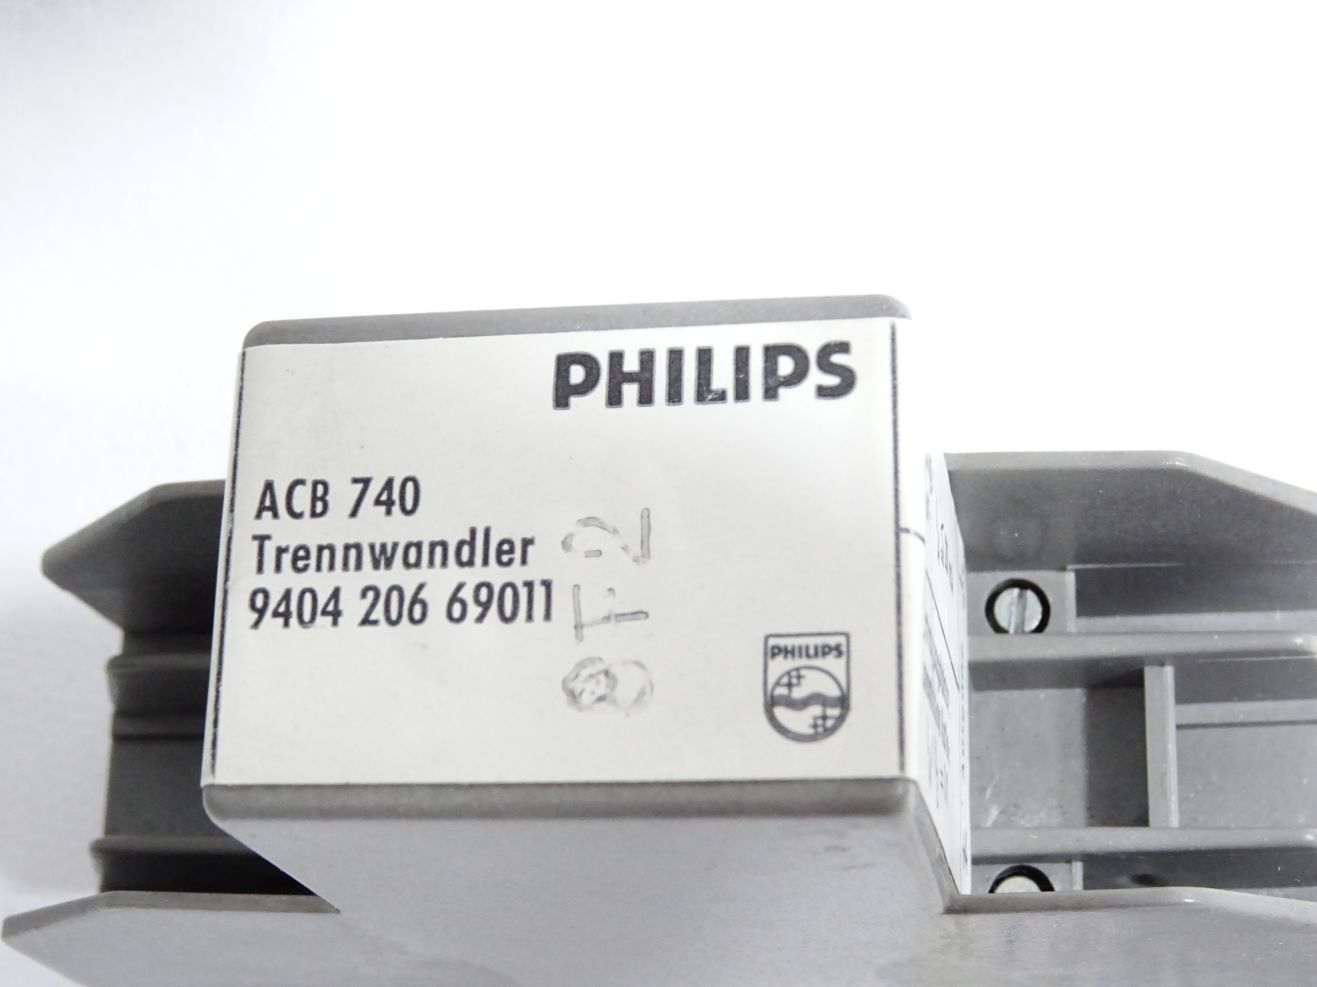 PHILIPS
ACB 740
Trennwandler
9404 206 69011
PHILIPS